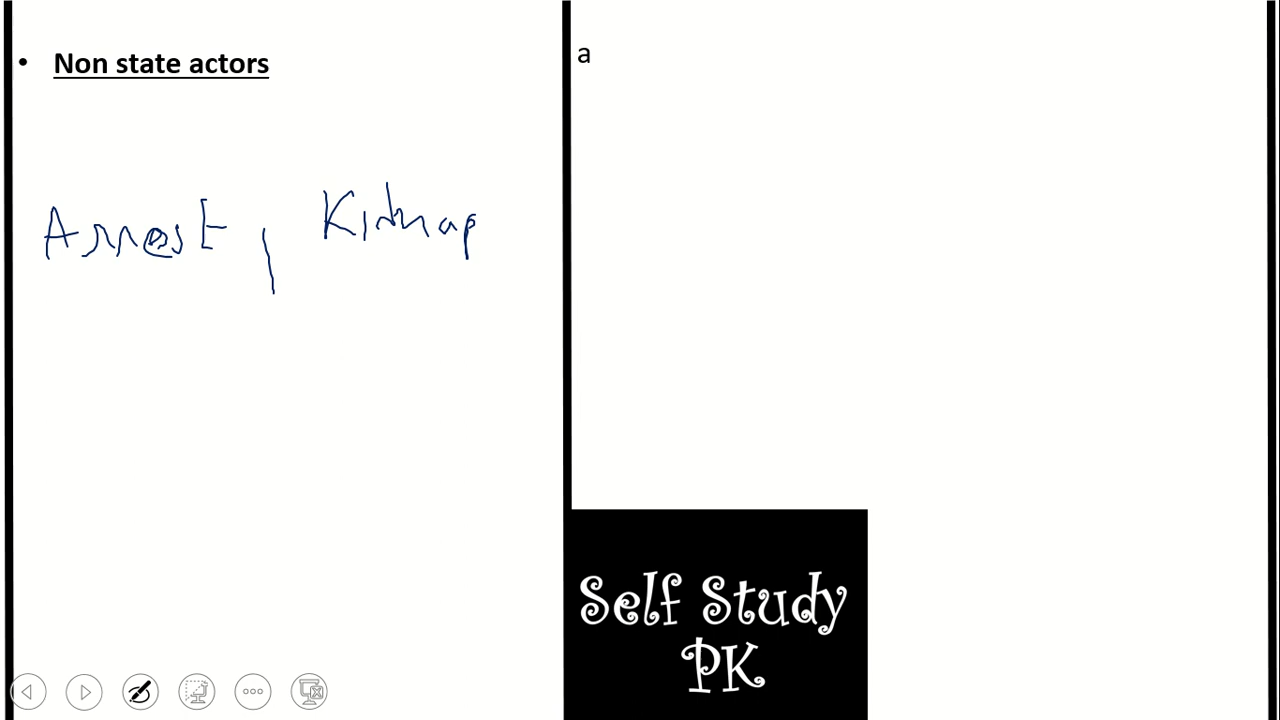 • Non state actors
a
Arrest, Kidnap
Self Study
PK